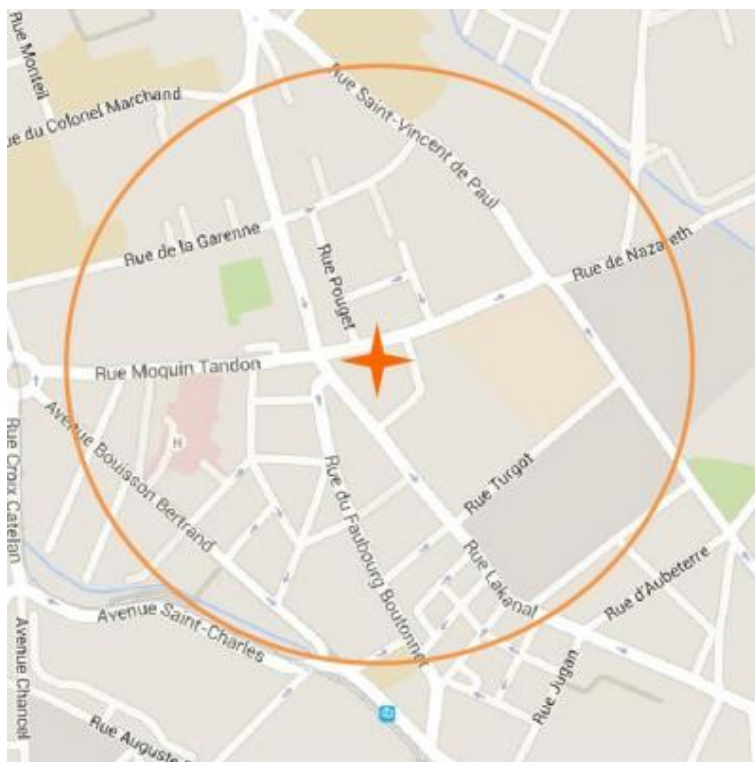 Rue Monteil
ue du Colonel Marchand
Rue Saint-Vincent de Paul
Rue de la Garenne
Rue Pouget
Rue de Nazareth
Rue Moquin Tandon
Avenue Bouisson Bertrand
H
Rue Croix Catelan
Rue du Faubourg Boutonnet
Rue Turgot
Rue Lakanal
Rue d'Aubeterre
Avenue Saint-Charles
Avenue Chancel
Rue Jugan
Rue Auguste